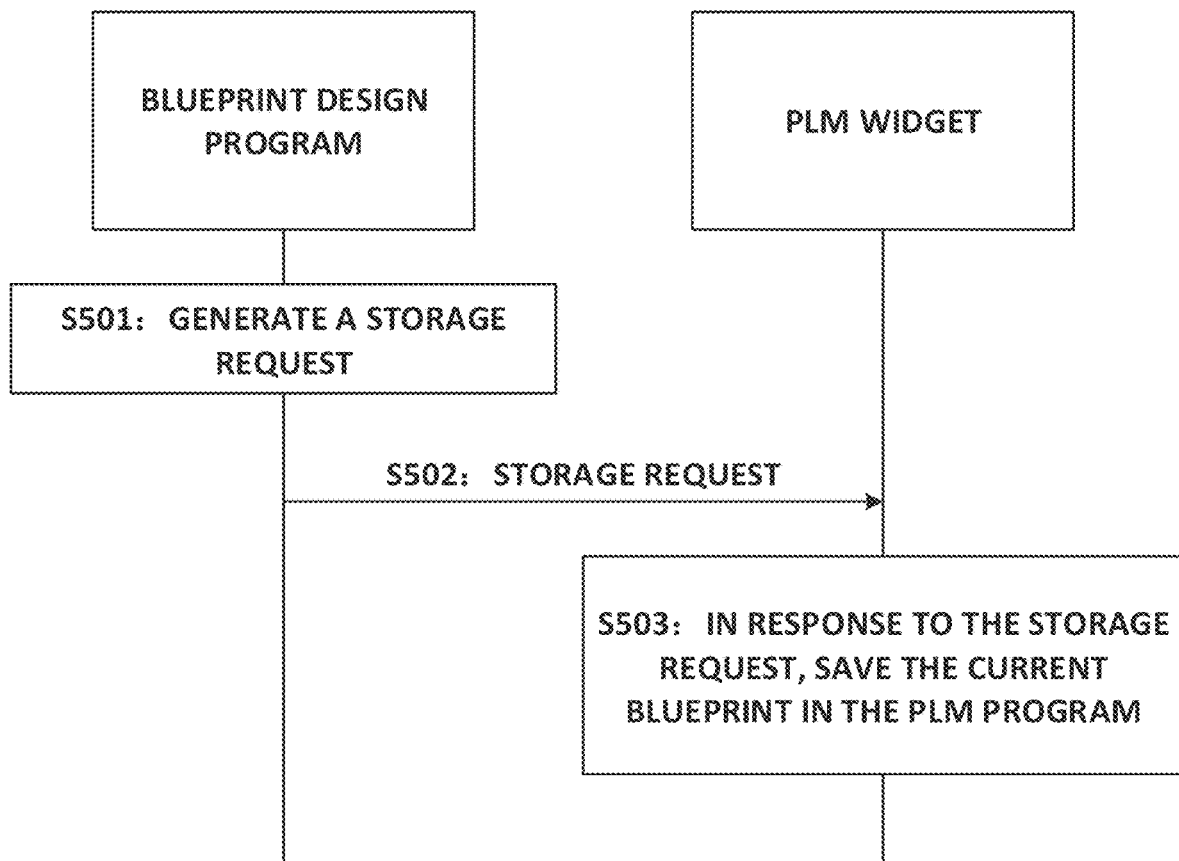 BLUEPRINT DESIGN
PROGRAM
PLM WIDGET
S501： GENERATE A STORAGE
REQUEST
S502： STORAGE REQUEST
S503： IN RESPONSE TO THE STORAGE
REQUEST, SAVE THE CURRENT
BLUEPRINT IN THE PLM PROGRAM